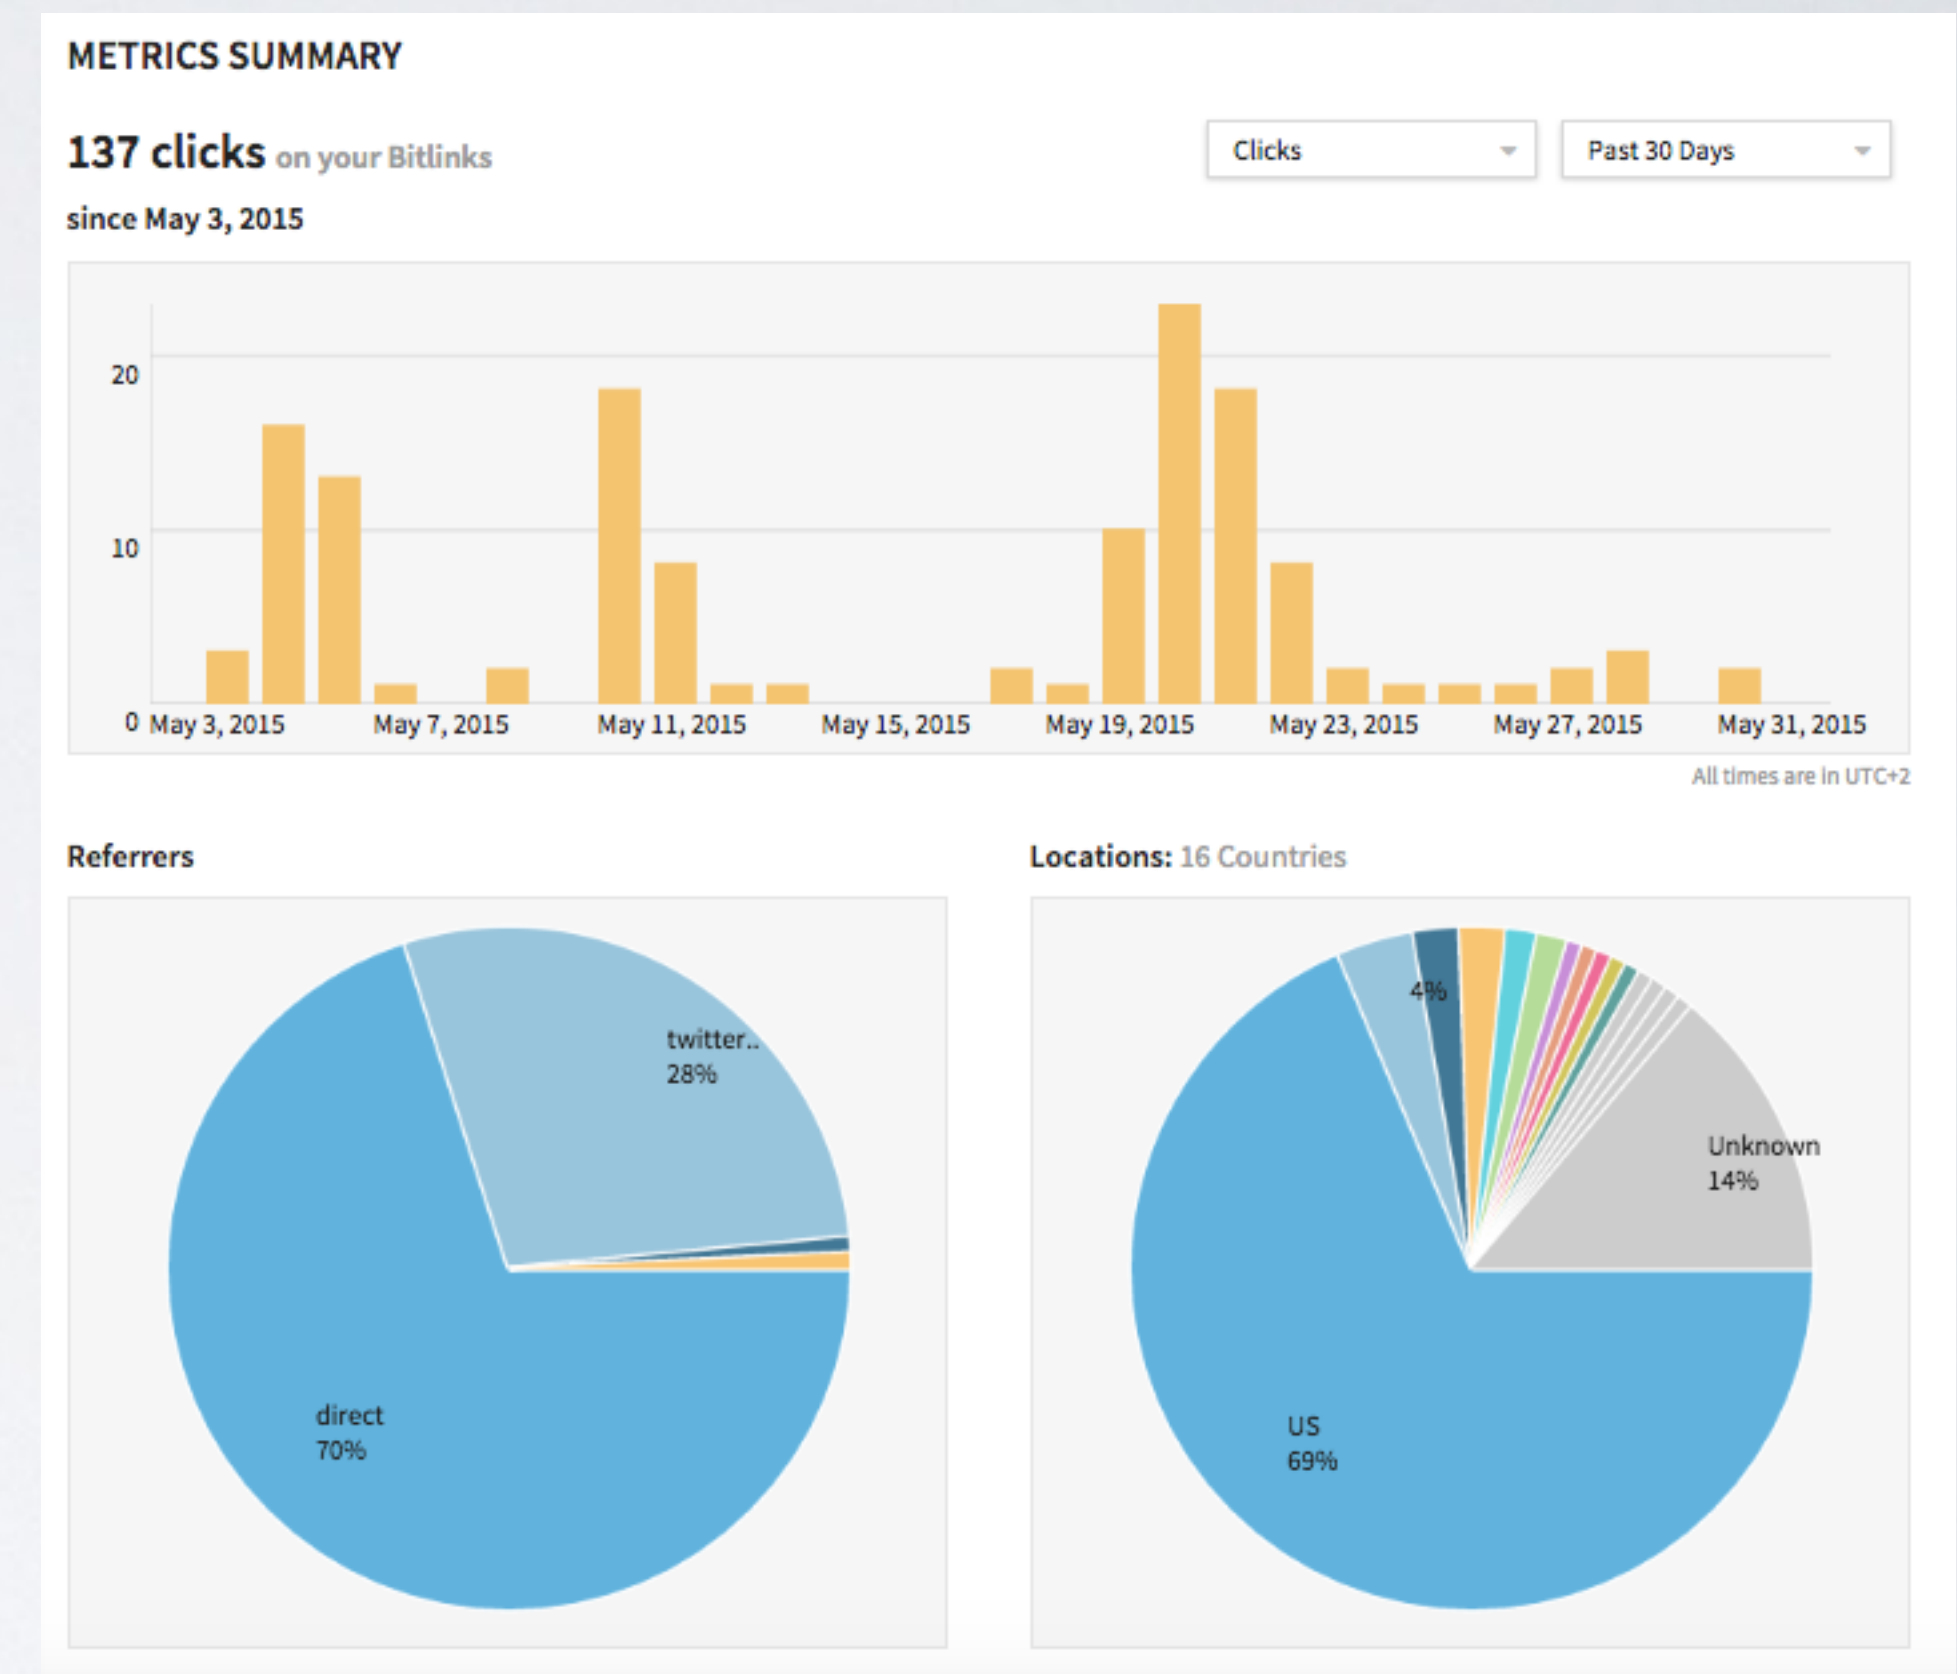 METRICS SUMMARY
137 clicks on your Bitlinks
Clicks
Past 30 Days
since May 3, 2015
20
10
0
May 3, 2015 May 7, 2015 May 11, 2015 May 15, 2015 May 19, 2015 May 23, 2015 May 27, 2015 May 31, 2015
All times are in UTC+2
Referrers
twitter..
28%
direct
70%
Locations: 16 Countries
4%
Unknown
14%
US
69%